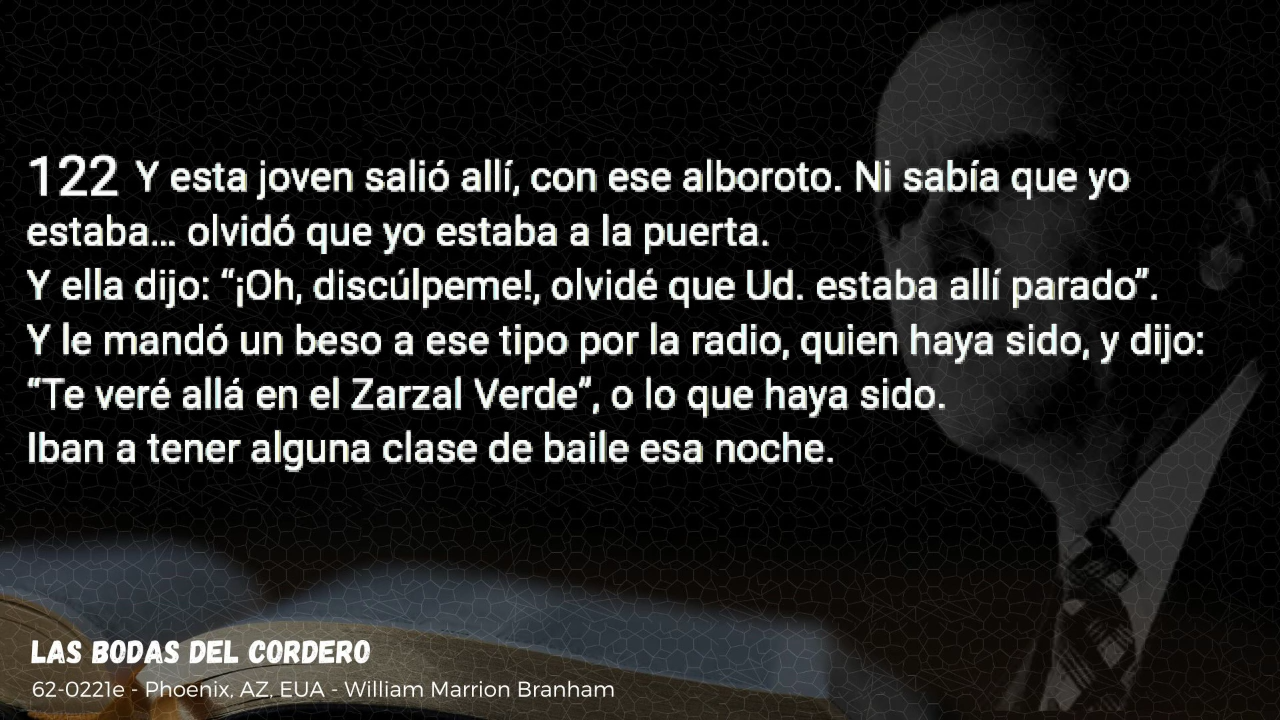 122 Y esta joven salió allí, con ese alboroto. Ni sabía que yo
estaba... olvidó que yo estaba a la puerta.
Y ella dijo: “¡Oh, discúlpeme!, olvidé que Ud. estaba allí parado”.
Y le mandó un beso a ese tipo por la radio, quien haya sido, y dijo:
“Te veré allá en el Zarzal Verde”, o lo que haya sido.
Iban a tener alguna clase de baile esa noche.
LAS BODAS DEL CORDERO
62-0221e - Phoenix, AZ, EUA - William Marrion Branham